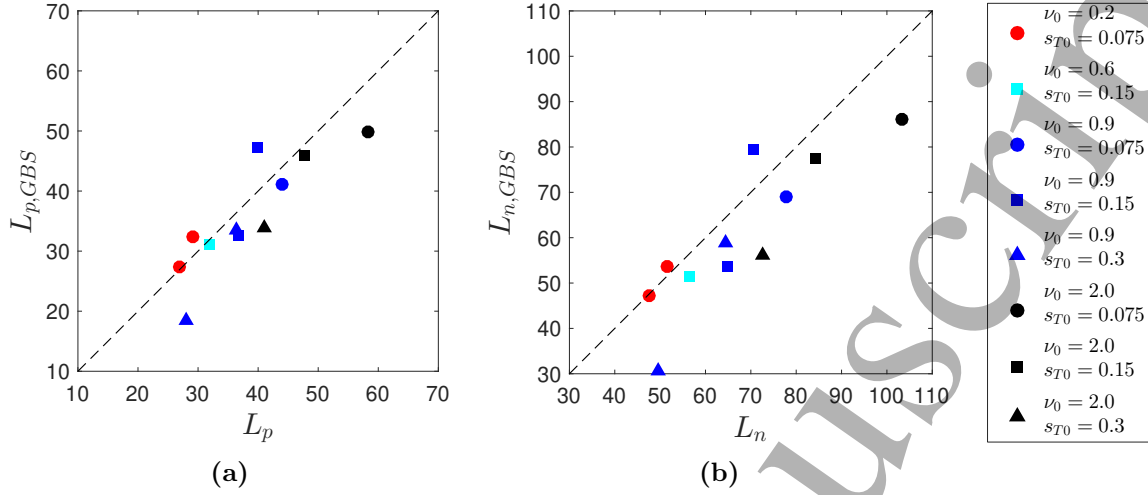 70
60
50
40
30
20
10
10 20 30 40 50 60 70
L_{p,GBS}
L_p
(a)
110
100
90
80
70
60
50
40
30
30 40 50 60 70 80 90 100 110
L_{n,GBS}
L_n
(b)
ν_0 = 0.2
s_{T0} = 0.075
ν_0 = 0.6
s_{T0} = 0.15
ν_0 = 0.9
s_{T0} = 0.075
ν_0 = 0.9
s_{T0} = 0.15
ν_0 = 0.9
s_{T0} = 0.3
ν_0 = 2.0
s_{T0} = 0.075
ν_0 = 2.0
s_{T0} = 0.15
ν_0 = 2.0
s_{T0} = 0.3
uscrip